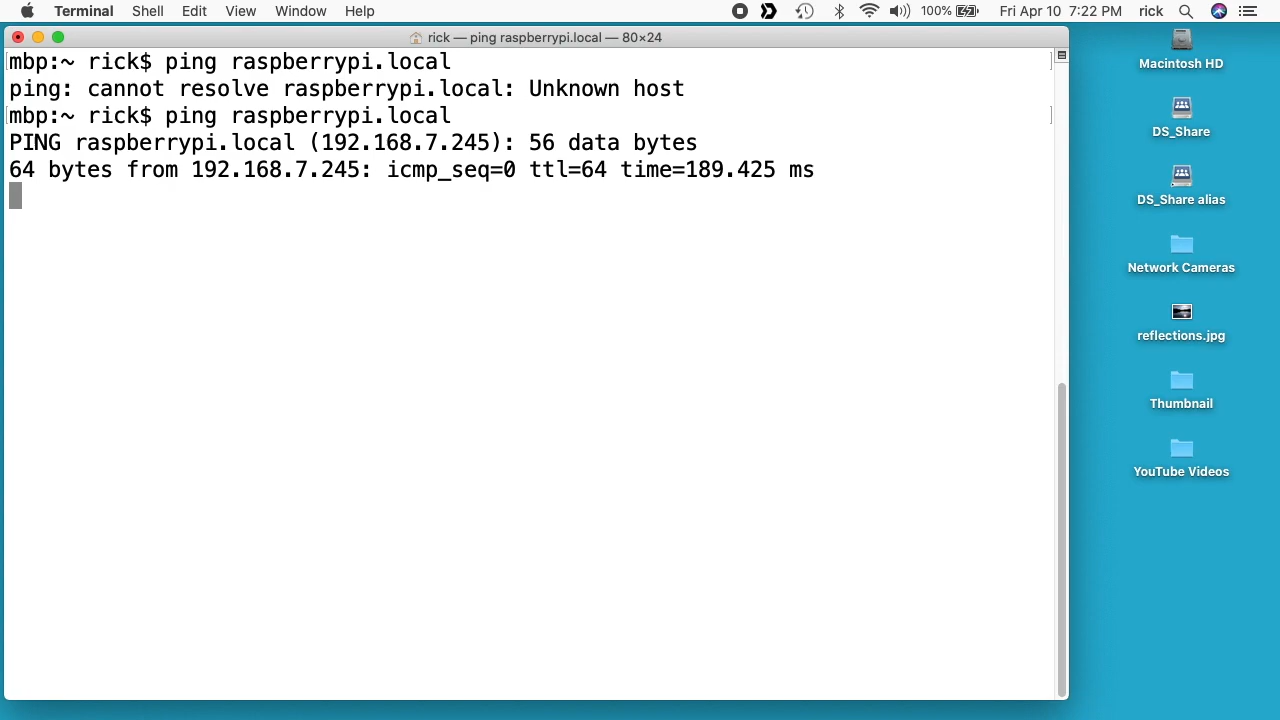 Terminal Shell Edit View Window Help 100% Fri Apr 10 7:22 PM rick
rick — ping raspberrypi.local — 80×24
[mbp:~ rick$ ping raspberrypi.local ]
ping: cannot resolve raspberrypi.local: Unknown host
[mbp:~ rick$ ping raspberrypi.local ]
PING raspberrypi.local (192.168.7.245): 56 data bytes
64 bytes from 192.168.7.245: icmp_seq=0 ttl=64 time=189.425 ms
Macintosh HD
DS_Share
DS_Share alias
Network Cameras
reflections.jpg
Thumbnail
YouTube Videos